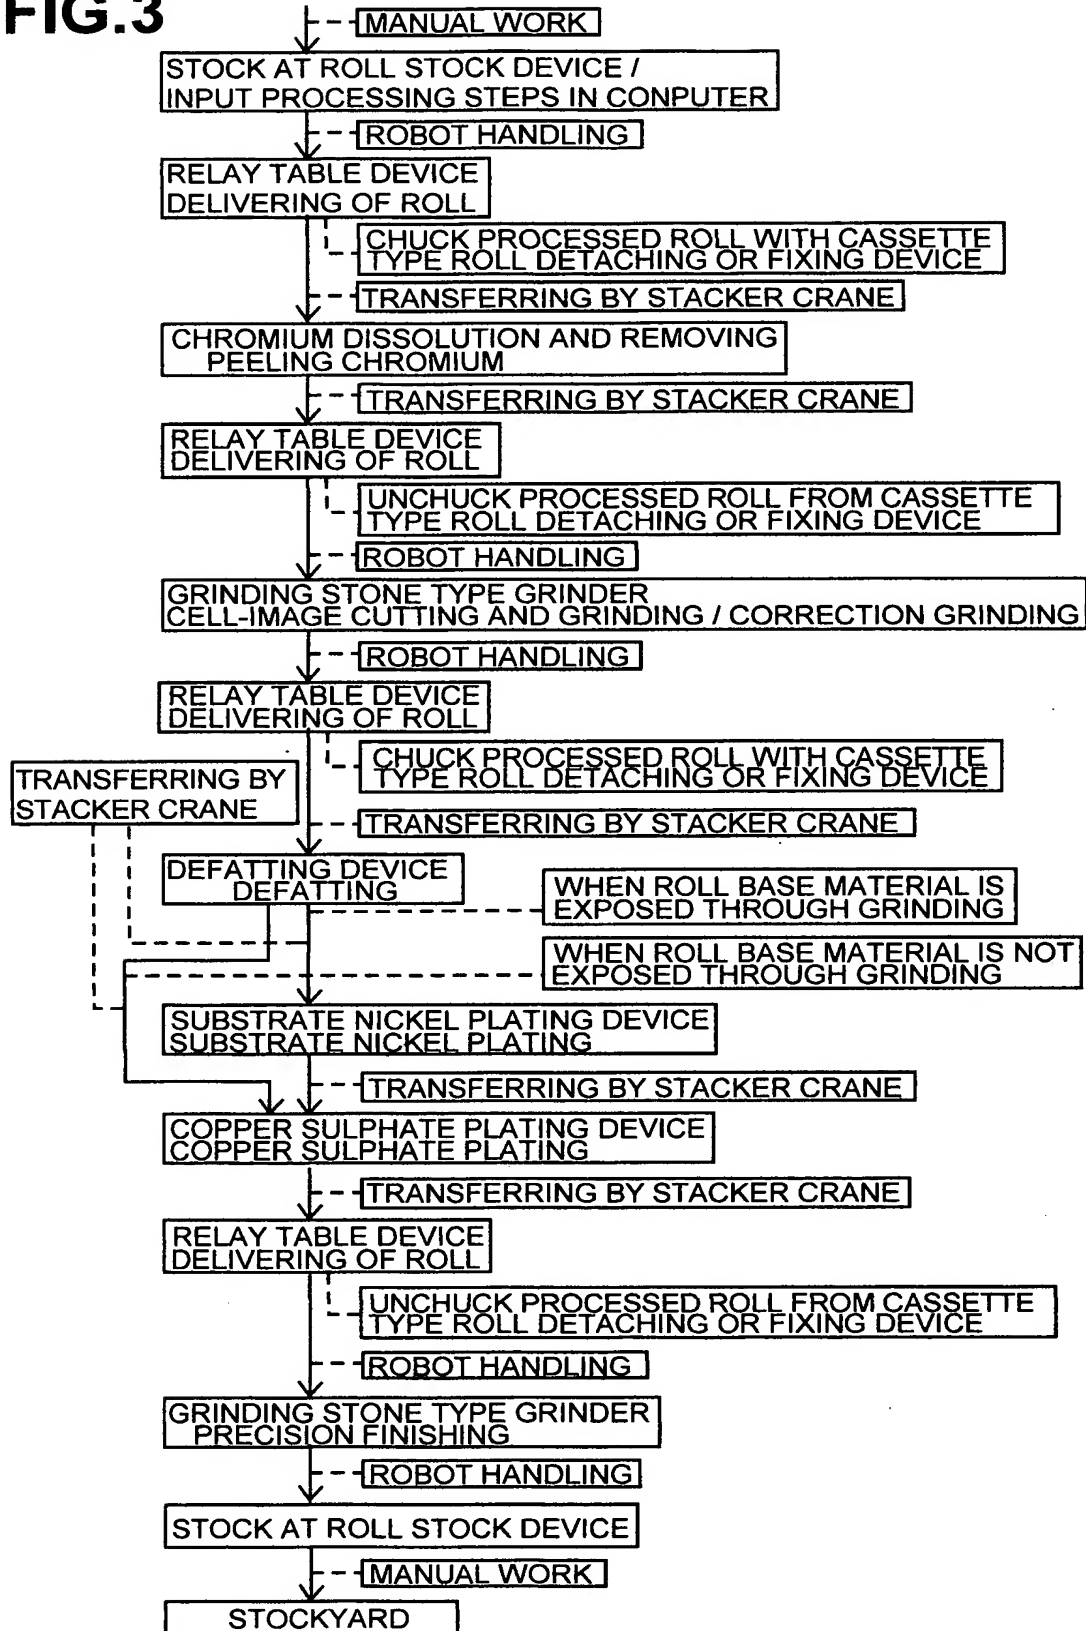 FIG.3
MANUAL WORK
STOCK AT ROLL STOCK DEVICE /
INPUT PROCESSING STEPS IN CONPUTER
ROBOT HANDLING
RELAY TABLE DEVICE
DELIVERING OF ROLL
CHUCK PROCESSED ROLL WITH CASSETTE
TYPE ROLL DETACHING OR FIXING DEVICE
TRANSFERRING BY STACKER CRANE
CHROMIUM DISSOLUTION AND REMOVING
PEELING CHROMIUM
TRANSFERRING BY STACKER CRANE
RELAY TABLE DEVICE
DELIVERING OF ROLL
UNCHUCK PROCESSED ROLL FROM CASSETTE
TYPE ROLL DETACHING OR FIXING DEVICE
ROBOT HANDLING
GRINDING STONE TYPE GRINDER
CELL-IMAGE CUTTING AND GRINDING / CORRECTION GRINDING
ROBOT HANDLING
RELAY TABLE DEVICE
DELIVERING OF ROLL
CHUCK PROCESSED ROLL WITH CASSETTE
TYPE ROLL DETACHING OR FIXING DEVICE
TRANSFERRING BY
STACKER CRANE
TRANSFERRING BY STACKER CRANE
DEFATTING DEVICE
DEFATTING
WHEN ROLL BASE MATERIAL IS
EXPOSED THROUGH GRINDING
WHEN ROLL BASE MATERIAL IS NOT
EXPOSED THROUGH GRINDING
SUBSTRATE NICKEL PLATING DEVICE
SUBSTRATE NICKEL PLATING
TRANSFERRING BY STACKER CRANE
COPPER SULPHATE PLATING DEVICE
COPPER SULPHATE PLATING
TRANSFERRING BY STACKER CRANE
RELAY TABLE DEVICE
DELIVERING OF ROLL
UNCHUCK PROCESSED ROLL FROM CASSETTE
TYPE ROLL DETACHING OR FIXING DEVICE
ROBOT HANDLING
GRINDING STONE TYPE GRINDER
PRECISION FINISHING
ROBOT HANDLING
STOCK AT ROLL STOCK DEVICE
MANUAL WORK
STOCKYARD